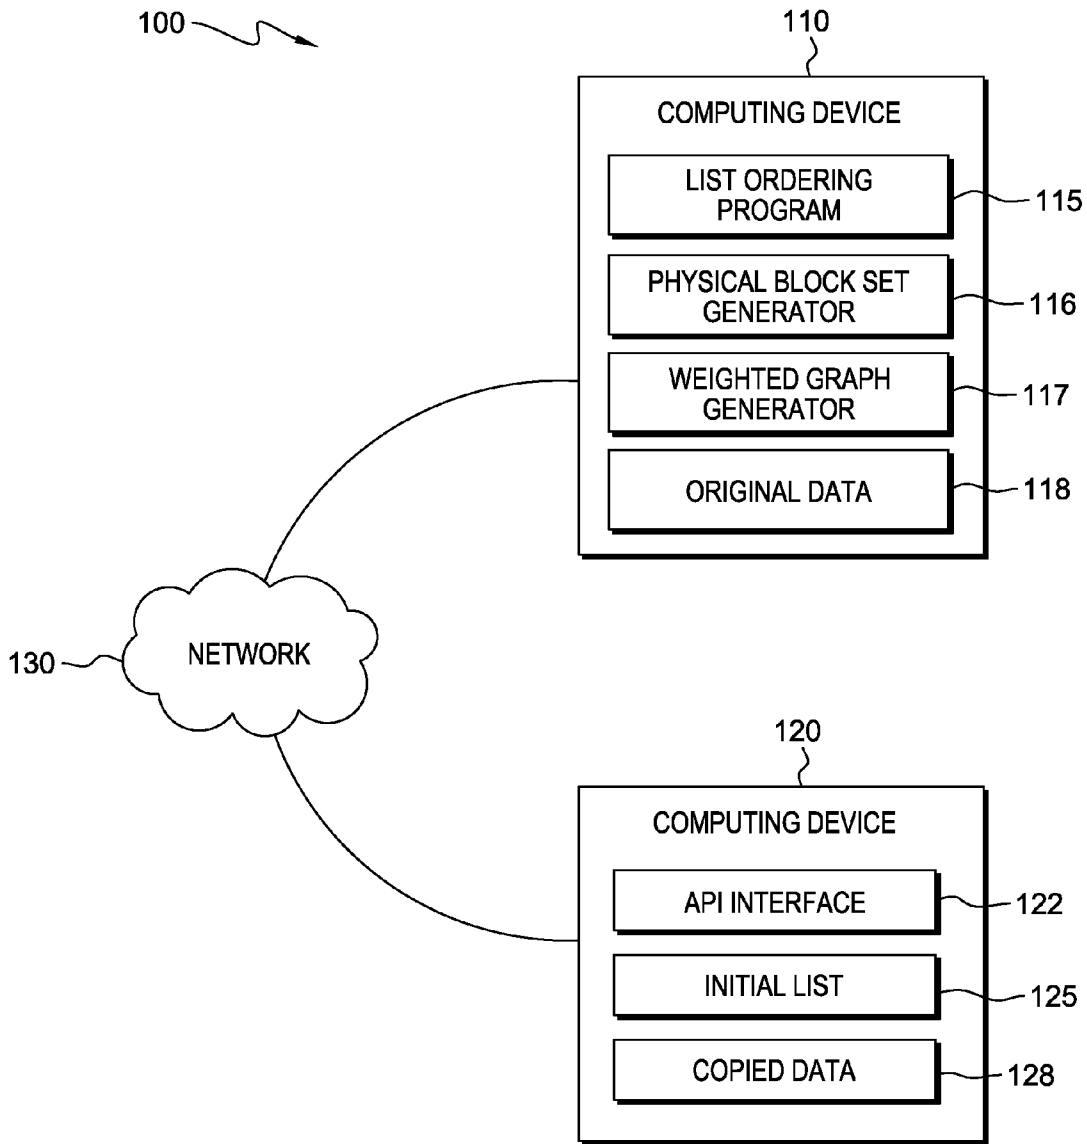 100
110
COMPUTING DEVICE
LIST ORDERING
PROGRAM
115
PHYSICAL BLOCK SET
GENERATOR
116
WEIGHTED GRAPH
GENERATOR
117
ORIGINAL DATA
118
NETWORK
130
120
COMPUTING DEVICE
API INTERFACE
122
INITIAL LIST
125
COPIED DATA
128